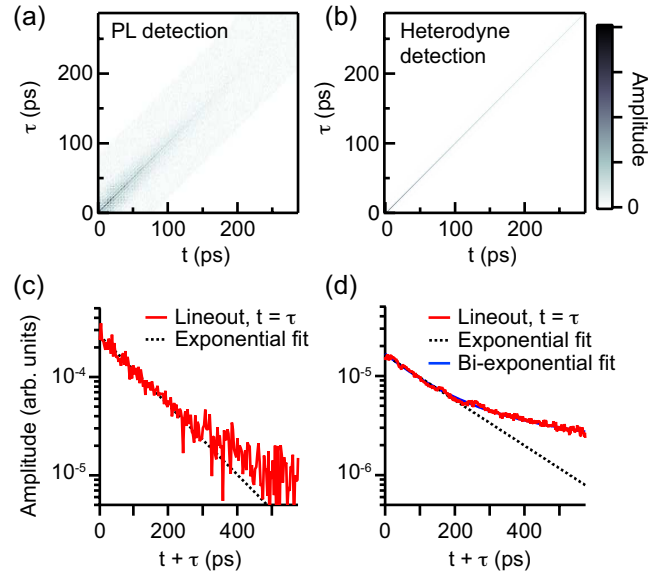 (a)
PL detection
τ (ps)
200
100
0
0
200
t (ps)
(b)
Heterodyne
detection
τ (ps)
200
100
0
0
200
t (ps)
Amplitude
0
(c)
Lineout, t = τ
Exponential fit
Amplitude (arb. units)
10⁻⁴
10⁻⁵
0
200
400
t + τ (ps)
(d)
Lineout, t = τ
Exponential fit
Bi-exponential fit
10⁻⁵
10⁻⁶
0
200
400
t + τ (ps)